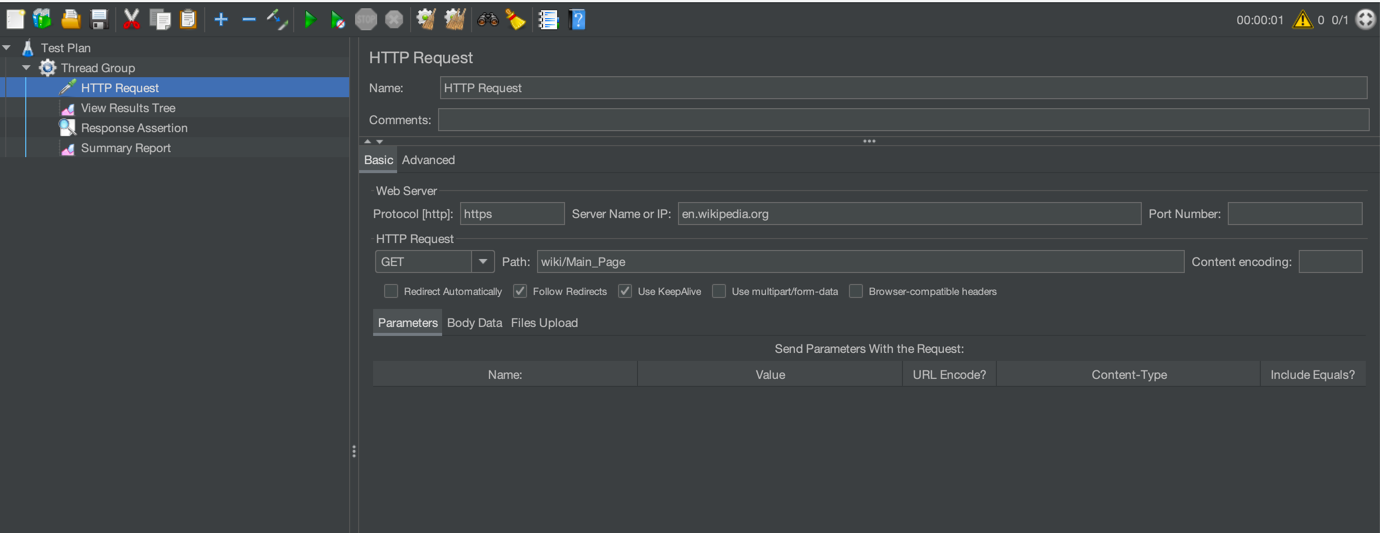 STOP
00:00:01 0 0/1
Test Plan
Thread Group
HTTP Request
View Results Tree
Response Assertion
Summary Report
HTTP Request
Name: HTTP Request
Comments:
Basic Advanced
Web Server
Protocol [http]: https Server Name or IP: en.wikipedia.org Port Number:
HTTP Request
GET Path: wiki/Main_Page Content encoding:
Redirect Automatically Follow Redirects Use KeepAlive Use multipart/form-data Browser-compatible headers
Parameters Body Data Files Upload
Send Parameters With the Request:
Name: Value URL Encode? Content-Type Include Equals?